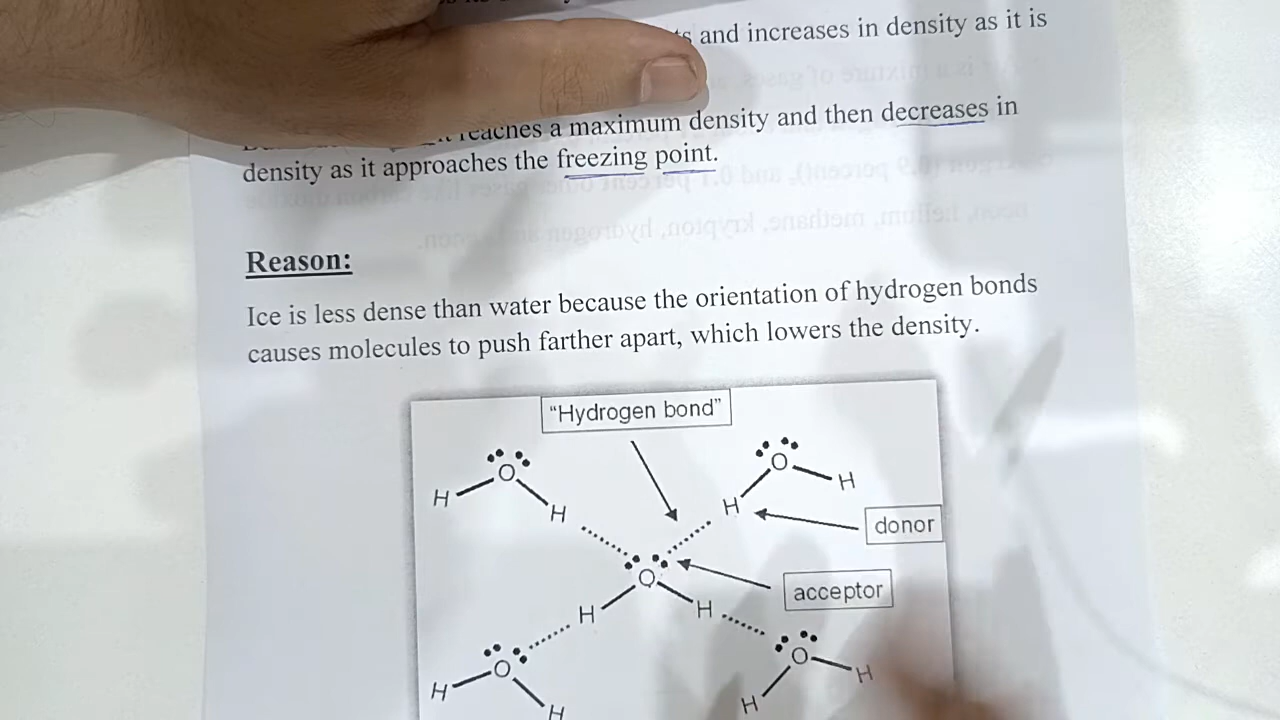 and increases in density as it is
reaches a maximum density and then decreases in
density as it approaches the freezing point.
Reason:
Ice is less dense than water because the orientation of hydrogen bonds
causes molecules to push farther apart, which lowers the density.
"Hydrogen bond"
O
H
H
O
H
H
donor
O
H
H
acceptor
O
H
H
O
H
H